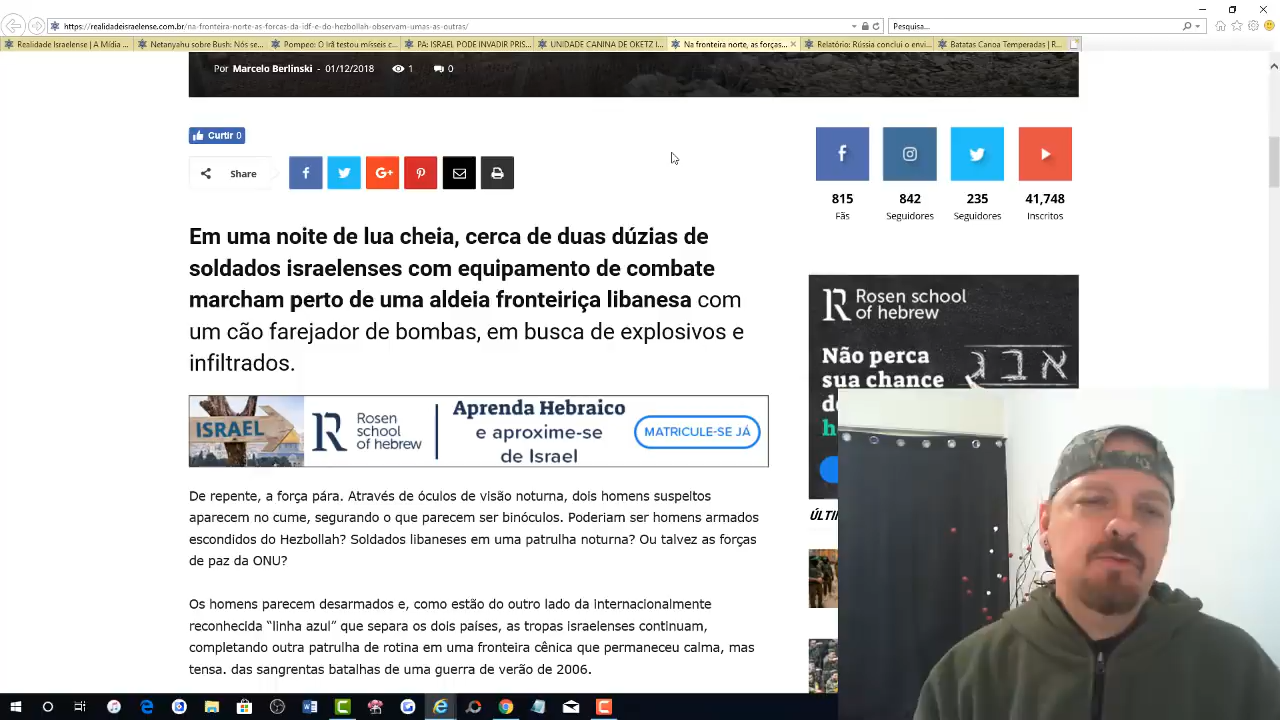 https://realidadeisraelense.com.br/na-fronteira-norte-as-forcas-da-idf-e-do-hezbollah-observam-umas-as-outras/
Pesquisa...
Realidade Israelense | A Mídia ...
Netanyahu sobre Bush: Nós se...
Pompeo: O Irã testou mísseis c...
PA: ISRAEL PODE INVADIR PRIS...
UNIDADE CANINA DE OKETZ I...
Na fronteira norte, as forças...
Relatório: Rússia conclui o envi...
Batatas Canoa Temperadas | R...
Por Marcelo Berlinski - 01/12/2018 1 0
Curtir 0
Share
815
Fãs
842
Seguidores
235
Seguidores
41,748
Inscritos
Em uma noite de lua cheia, cerca de duas dúzias de
soldados israelenses com equipamento de combate
marcham perto de uma aldeia fronteiriça libanesa com
um cão farejador de bombas, em busca de explosivos e
infiltrados.
Rosen school
of hebrew
Não perca
sua chance
אבג
ISRAEL
Rosen
school
of hebrew
Aprenda Hebraico
e aproxime-se
de Israel
MATRICULE-SE JÁ
De repente, a força pára. Através de óculos de visão noturna, dois homens suspeitos
aparecem no cume, segurando o que parecem ser binóculos. Poderiam ser homens armados
escondidos do Hezbollah? Soldados libaneses em uma patrulha noturna? Ou talvez as forças
de paz da ONU?
Os homens parecem desarmados e, como estão do outro lado da internacionalmente
reconhecida “linha azul” que separa os dois países, as tropas israelenses continuam,
completando outra patrulha de rotina em uma fronteira cênica que permaneceu calma, mas
tensa. das sangrentas batalhas de uma guerra de verão de 2006.